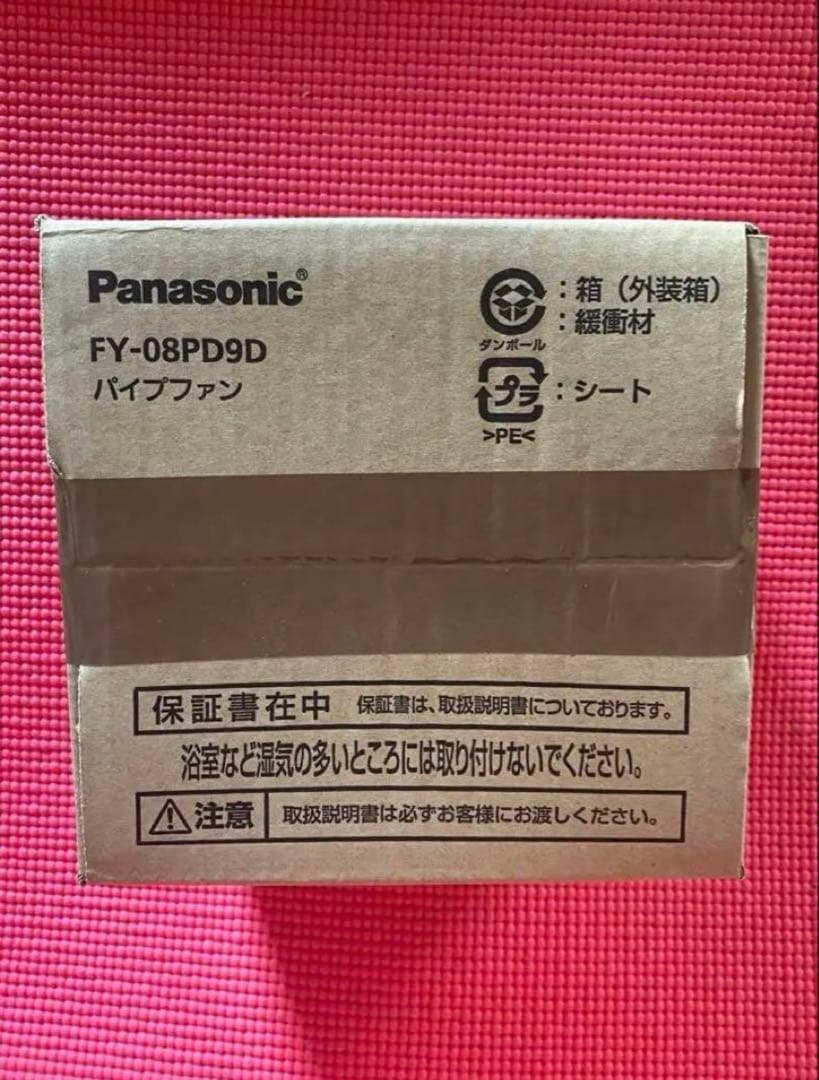 Panasonic®
FY-08PD9D
パイプファン
：箱（外装箱）
：緩衝材
ダンボール
プラ：シート
>PE<
保証書在中 保証書は、取扱説明書についております。
浴室など湿気の多いところには取り付けないでください。
注意 取扱説明書は必ずお客様にお渡しください。